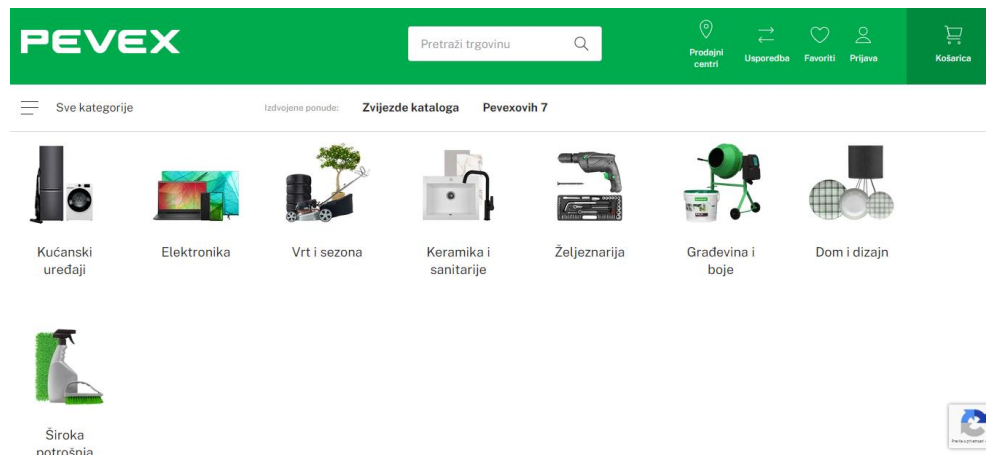 PEVEX
Pretraži trgovinu
Prodajni
centri
Usporedba
Favoriti
Prijava
Košarica
Sve kategorije
Izdvojene ponude:
Zvijezde kataloga
Pevexovih 7
Kućanski
uređaji
Elektronika
Vrt i sezona
Keramika i
sanitarije
Željeznarija
Građevina i
boje
Dom i dizajn
Široka
potrošnja